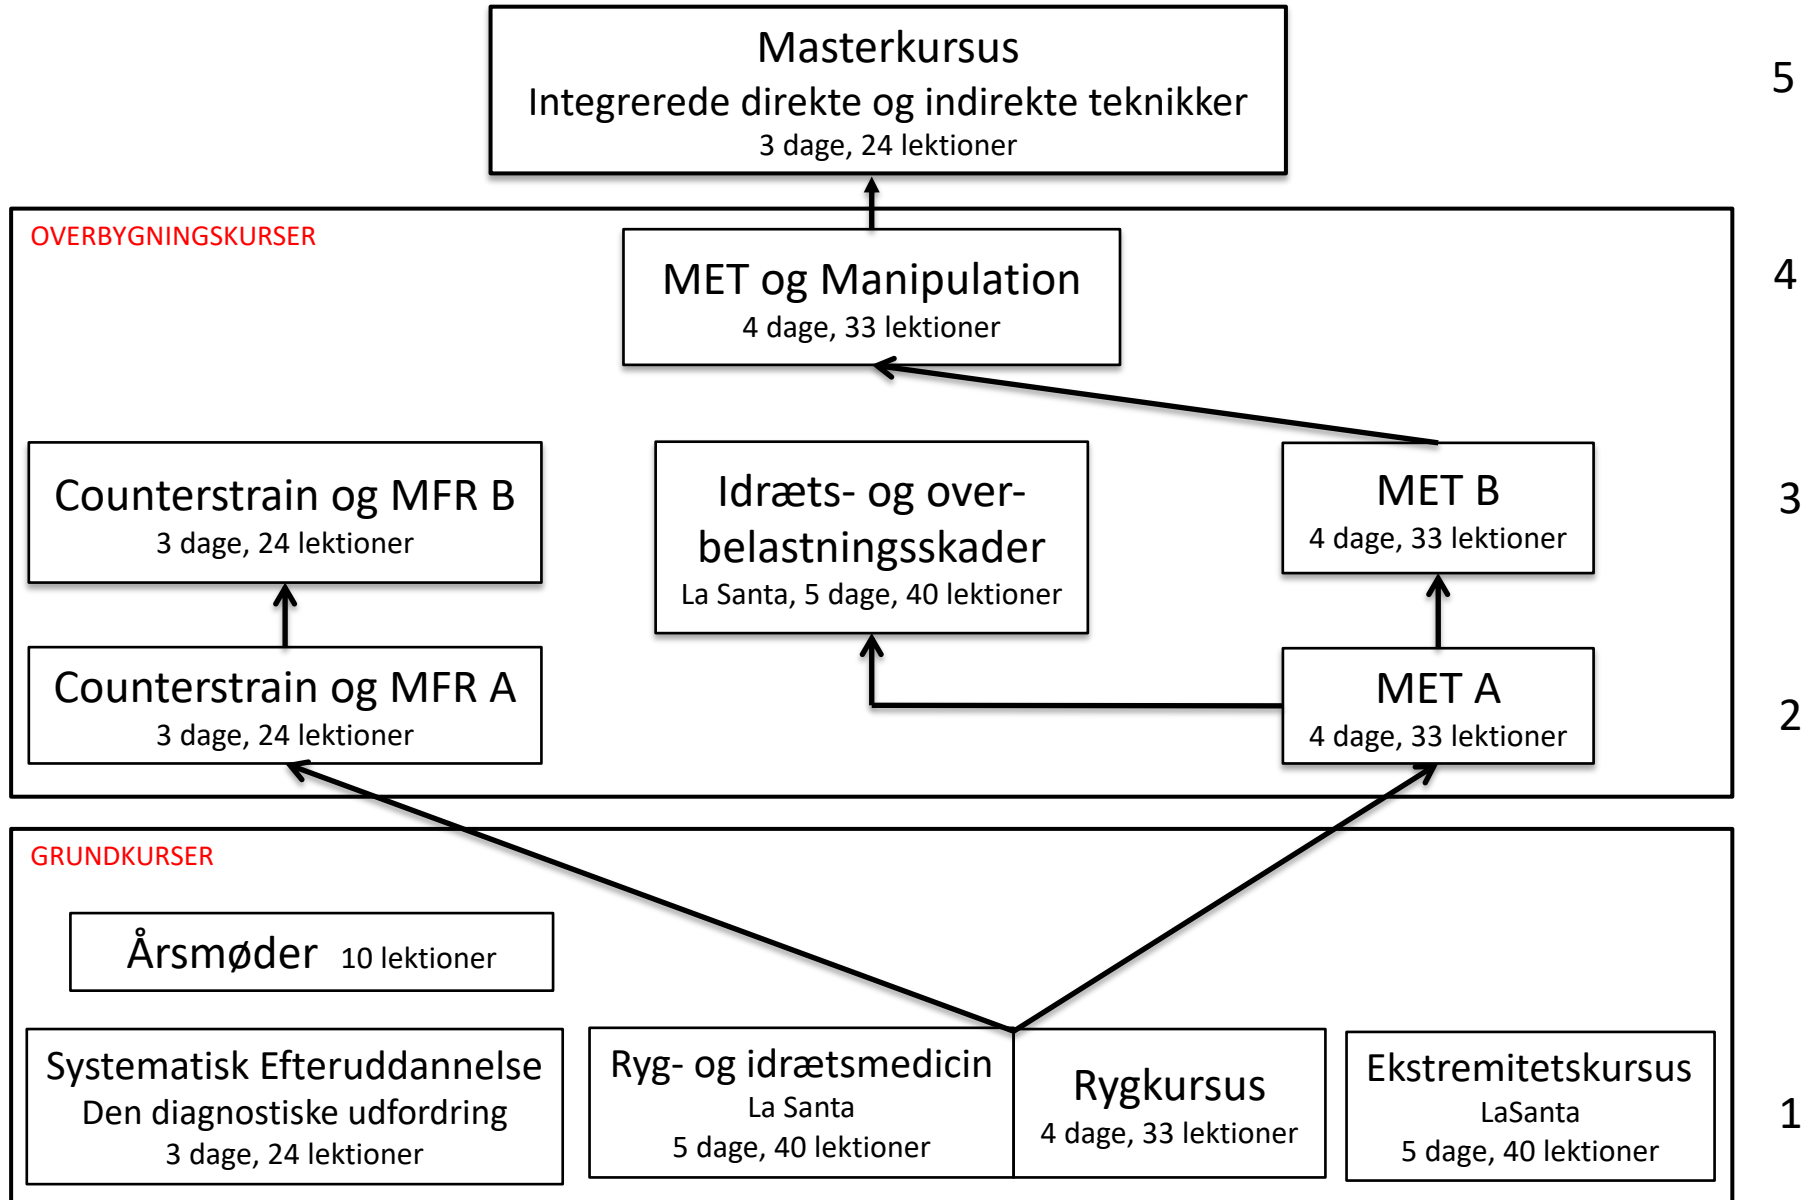 Masterkursus
Integrerede direkte og indirekte teknikker
3 dage, 24 lektioner
5
OVERBYGNINGSKURSER
MET og Manipulation
4 dage, 33 lektioner
4
Counterstrain og MFR B
3 dage, 24 lektioner
Idræts- og over-
belastningsskader
La Santa, 5 dage, 40 lektioner
MET B
4 dage, 33 lektioner
3
Counterstrain og MFR A
3 dage, 24 lektioner
MET A
4 dage, 33 lektioner
2
GRUNDKURSER
Årsmøder 10 lektioner
Systematisk Efteruddannelse
Den diagnostiske udfordring
3 dage, 24 lektioner
Ryg- og idrætsmedicin
La Santa
5 dage, 40 lektioner
Rygkursus
4 dage, 33 lektioner
Ekstremitetskursus
LaSanta
5 dage, 40 lektioner
1